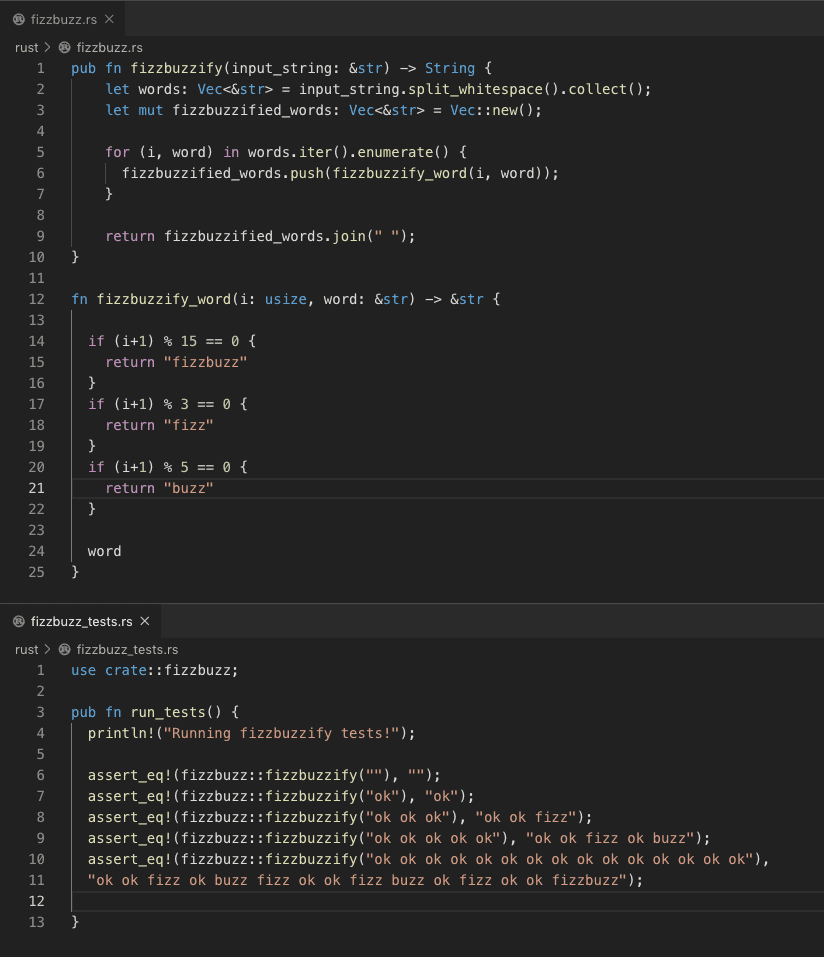 fizzbuzz.rs ×
rust > fizzbuzz.rs
1 pub fn fizzbuzzify(input_string: &str) -> String {
2     let words: Vec<&str> = input_string.split_whitespace().collect();
3     let mut fizzbuzzified_words: Vec<&str> = Vec::new();
4
5     for (i, word) in words.iter().enumerate() {
6       fizzbuzzified_words.push(fizzbuzzify_word(i, word));
7     }
8
9     return fizzbuzzified_words.join(" ");
10 }
11
12 fn fizzbuzzify_word(i: usize, word: &str) -> &str {
13
14   if (i+1) % 15 == 0 {
15     return "fizzbuzz"
16   }
17   if (i+1) % 3 == 0 {
18     return "fizz"
19   }
20   if (i+1) % 5 == 0 {
21     return "buzz"
22   }
23
24   word
25 }
fizzbuzz_tests.rs ×
rust > fizzbuzz_tests.rs
1 use crate::fizzbuzz;
2
3 pub fn run_tests() {
4   println!("Running fizzbuzzify tests!");
5
6   assert_eq!(fizzbuzz::fizzbuzzify(""), "");
7   assert_eq!(fizzbuzz::fizzbuzzify("ok"), "ok");
8   assert_eq!(fizzbuzz::fizzbuzzify("ok ok ok"), "ok ok fizz");
9   assert_eq!(fizzbuzz::fizzbuzzify("ok ok ok ok ok"), "ok ok fizz ok buzz");
10   assert_eq!(fizzbuzz::fizzbuzzify("ok ok ok ok ok ok ok ok ok ok ok ok ok ok ok"),
11   "ok ok fizz ok buzz fizz ok ok fizz buzz ok fizz ok ok fizzbuzz");
12
13 }